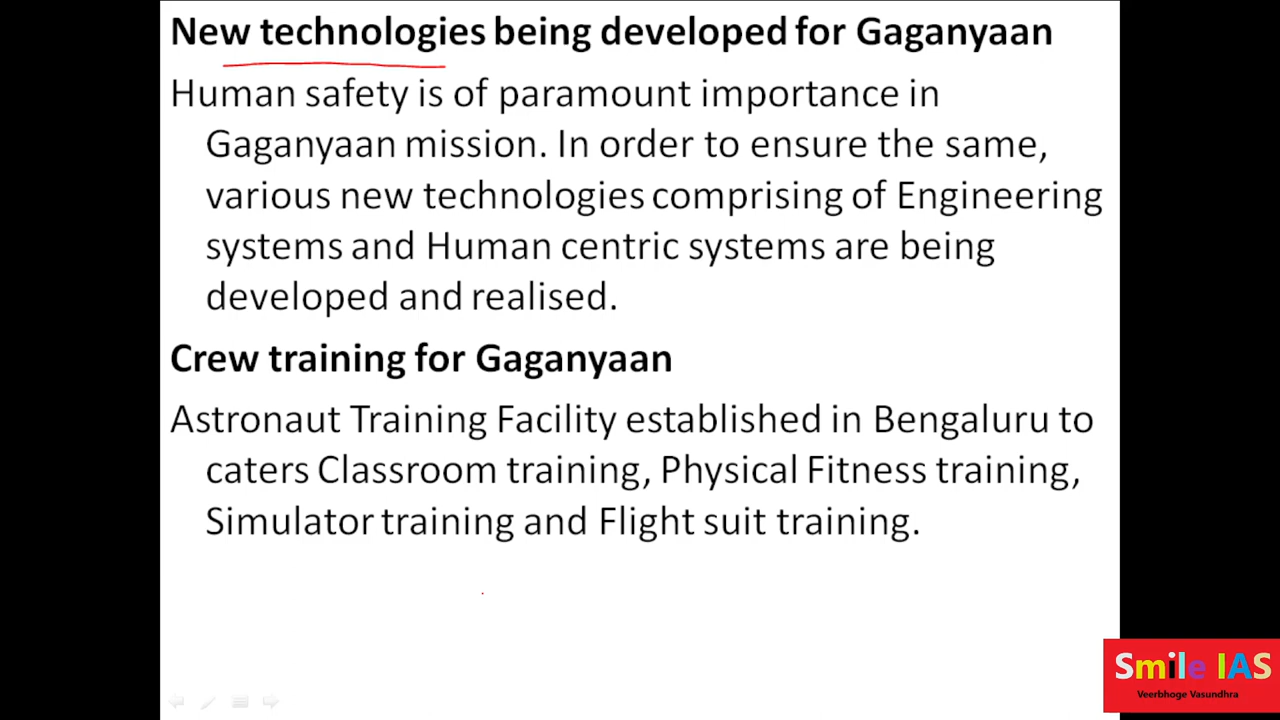 New technologies being developed for Gaganyaan
Human safety is of paramount importance in
Gaganyaan mission. In order to ensure the same,
various new technologies comprising of Engineering
systems and Human centric systems are being
developed and realised.
Crew training for Gaganyaan
Astronaut Training Facility established in Bengaluru to
caters Classroom training, Physical Fitness training,
Simulator training and Flight suit training.
Smile IAS
Veerbhoge Vasundhra